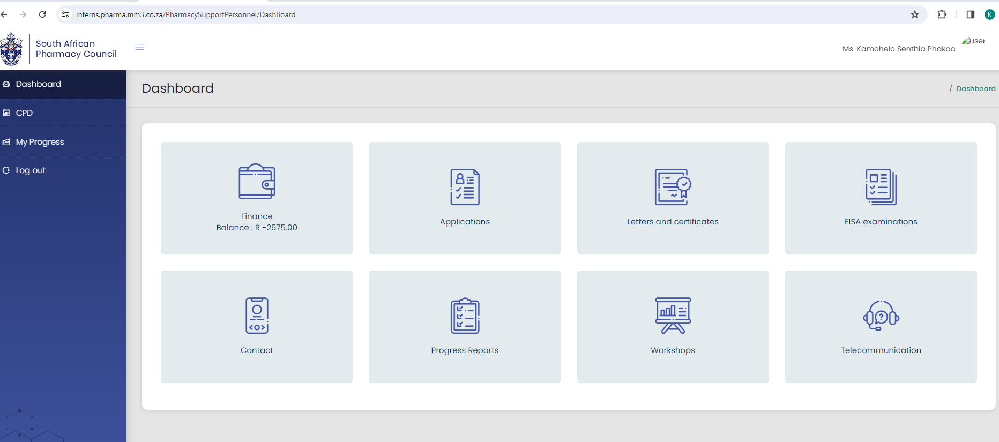 interns.pharma.mm3.co.za/PharmacySupportPersonnel/DashBoard
K
South African
Pharmacy Council
Ms. Kamohelo Senthia Phakoa
user
Dashboard
CPD
My Progress
Log out
Dashboard
/ Dashboard
Finance
Balance : R -2575.00
Applications
Letters and certificates
EISA examinations
Contact
Progress Reports
Workshops
Telecommunication